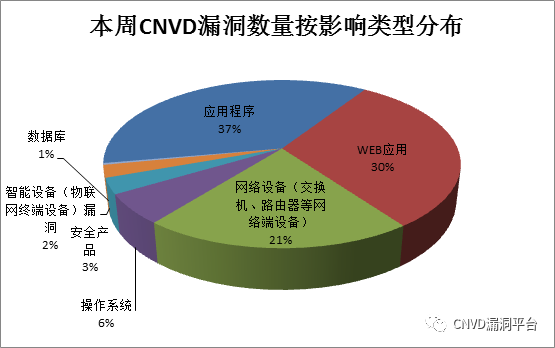 本周CNVD漏洞数量按影响类型分布
应用程序
37%
WEB应用
30%
网络设备（交换
机、路由器等网
络端设备）
21%
操作系统
6%
安全产
品
3%
智能设备（物联
网终端设备）漏
洞
2%
数据库
1%
CNVD漏洞平台